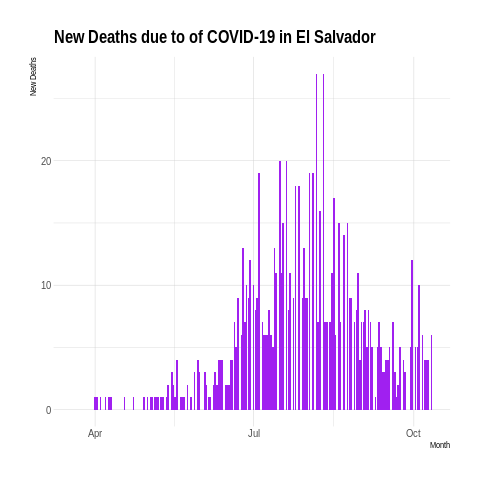 New Deaths due to of COVID-19 in El Salvador
New Deaths
20
10
0
Apr
Jul
Oct
Month